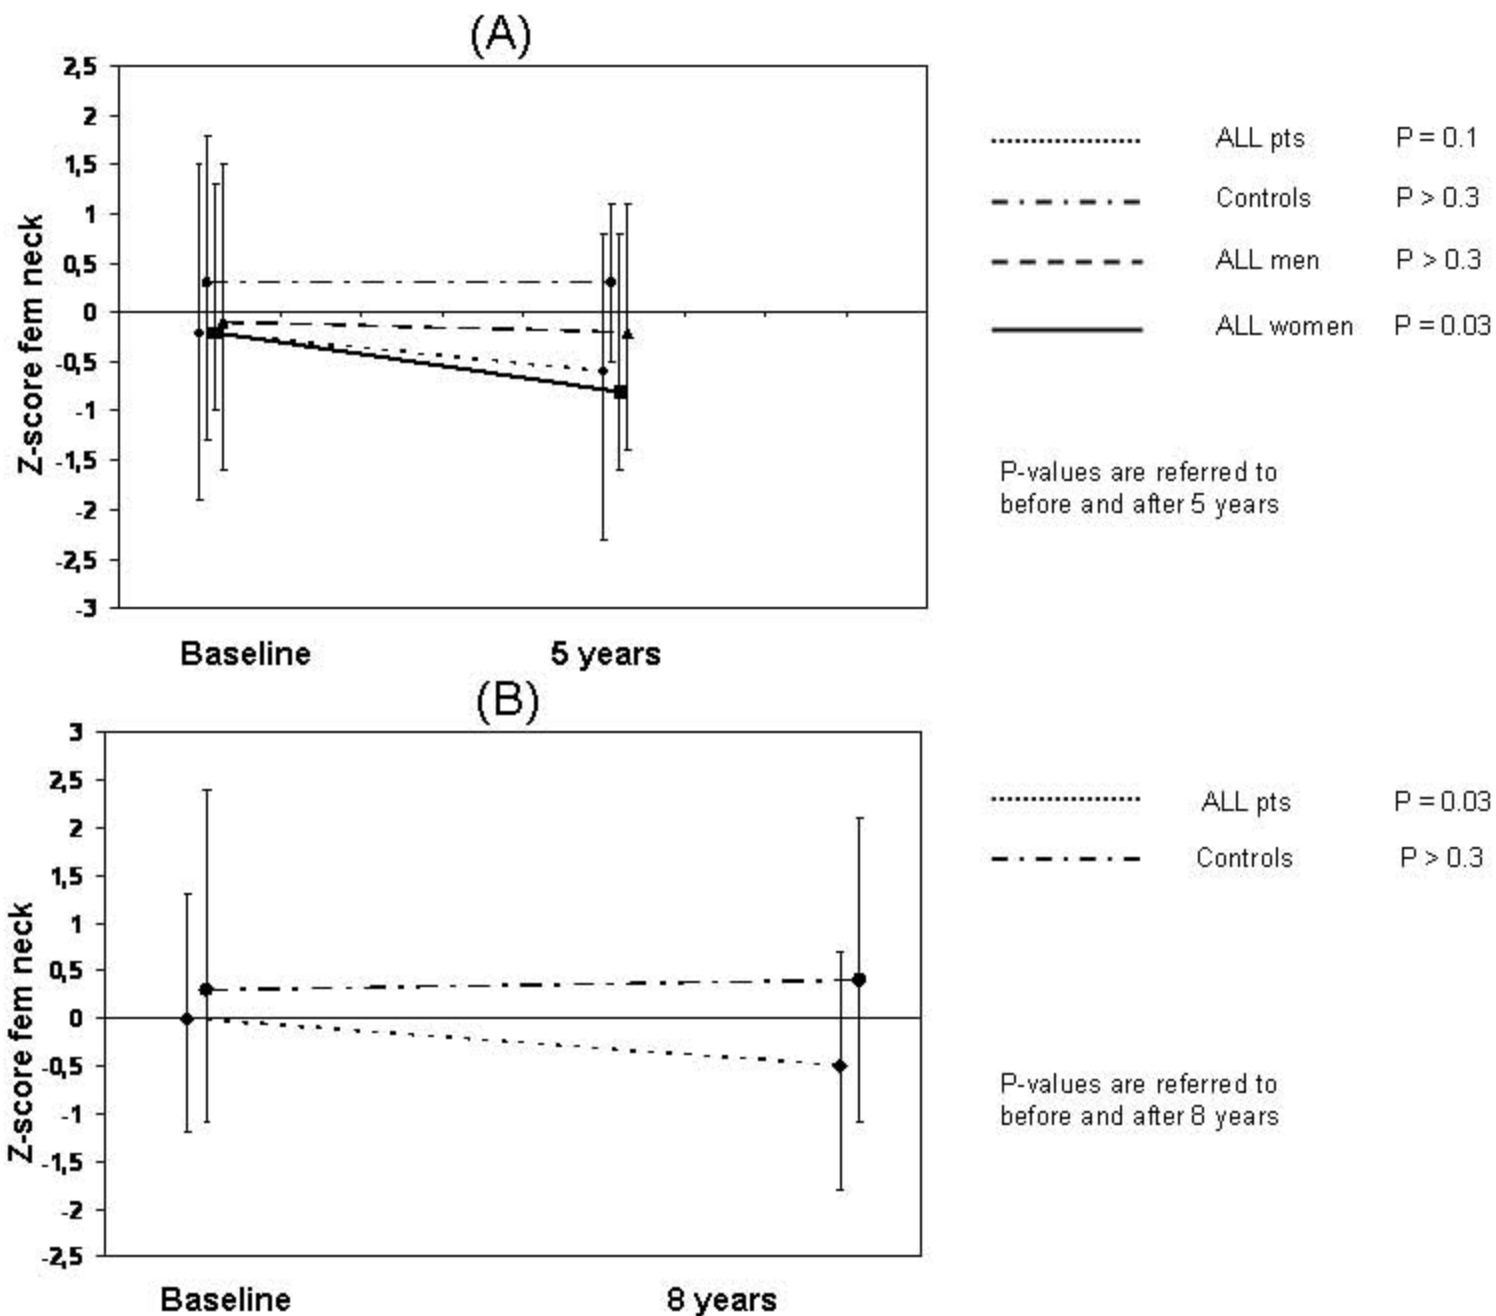 (A)
2,5
2
1,5
1
0,5
0
-0,5
-1
-1,5
-2
-2,5
-3
Z-score fem neck
Baseline 5 years
ALL pts P = 0.1
Controls P > 0.3
ALL men P > 0.3
ALL women P = 0.03
P-values are referred to
before and after 5 years
(B)
3
2,5
2
1,5
1
0,5
0
-0,5
-1
-1,5
-2
-2,5
Z-score fem neck
Baseline 8 years
ALL pts P = 0.03
Controls P > 0.3
P-values are referred to
before and after 8 years